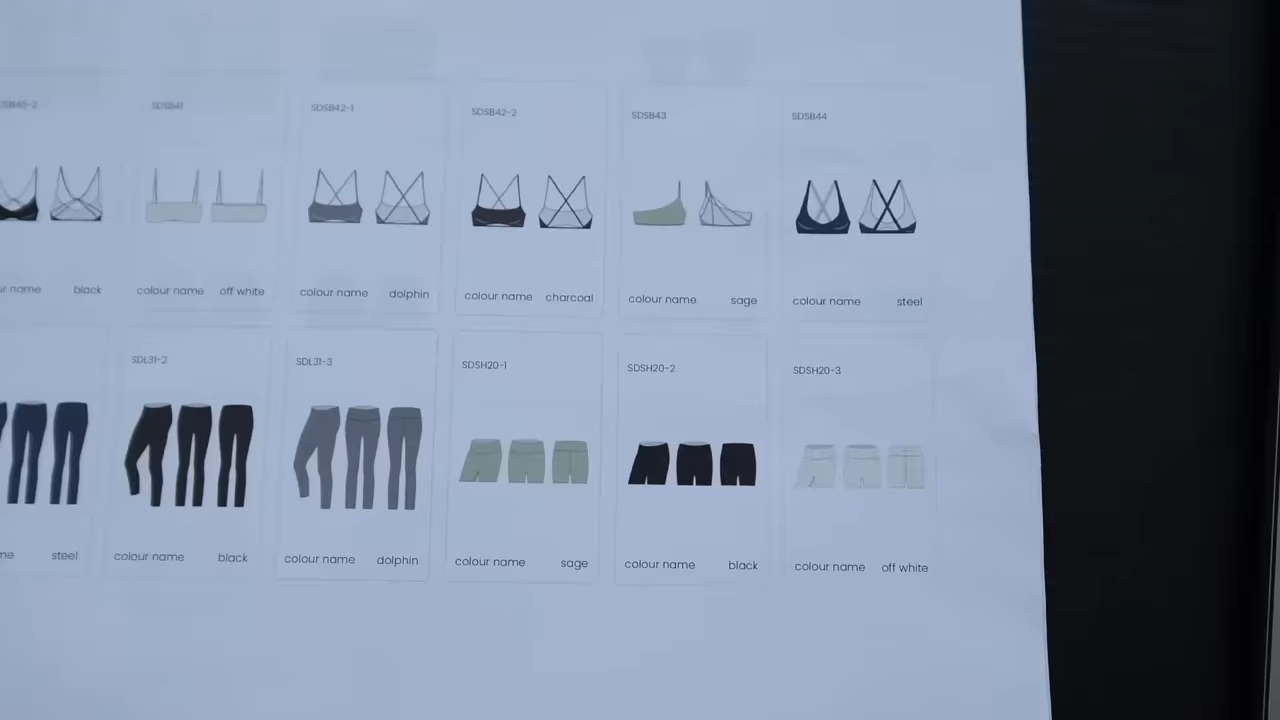 SDSB41
SDSB42-1
SDSB42-2
SDSB43
SDSB44
name black
colour name off white
colour name dolphin
colour name charcoal
colour name sage
colour name steel
SDL31-2
SDL31-3
SDSH20-1
SDSH20-2
SDSH20-3
steel
colour name black
colour name dolphin
colour name sage
colour name black
colour name off white